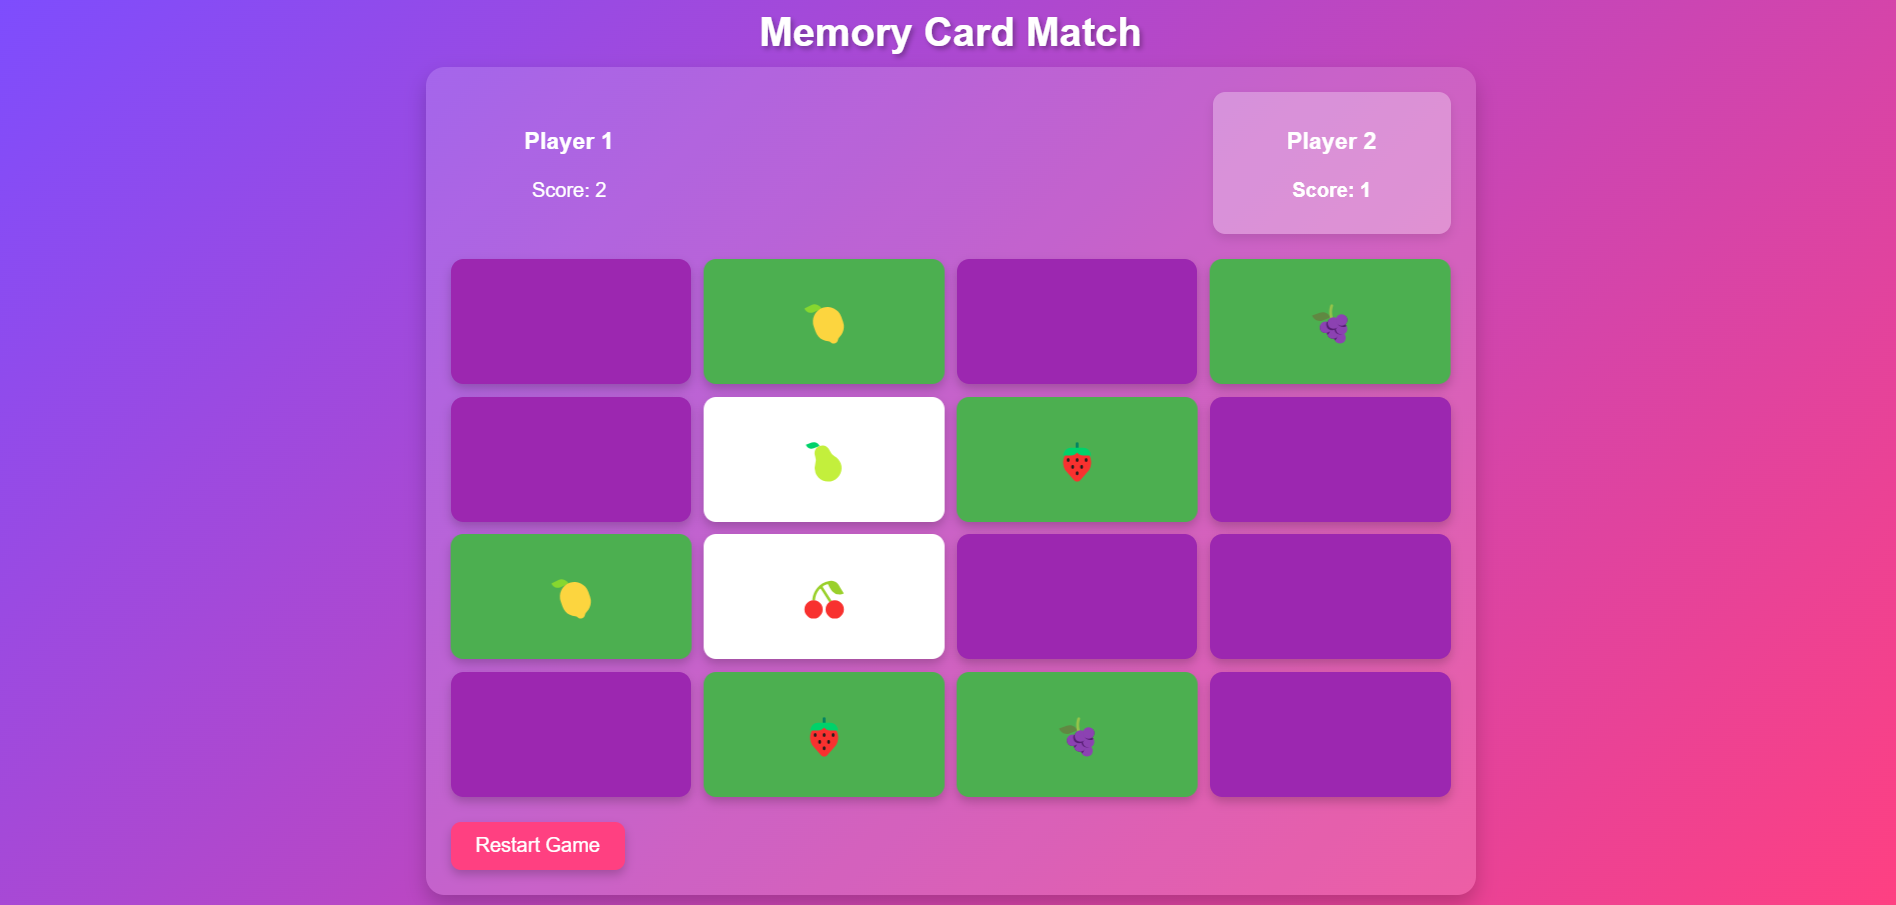 Memory Card Match
Player 1
Score: 2
Player 2
Score: 1
Restart Game